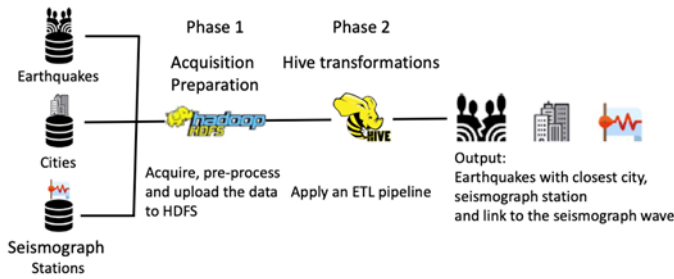 Earthquakes
Cities
Seismograph
Stations
Phase 1
Acquisition
Preparation
hadoop
HDFS
Acquire, pre-process
and upload the data
to HDFS
Phase 2
Hive transformations
HIVE
Apply an ETL pipeline
Output:
Earthquakes with closest city,
seismograph station
and link to the seismograph wave